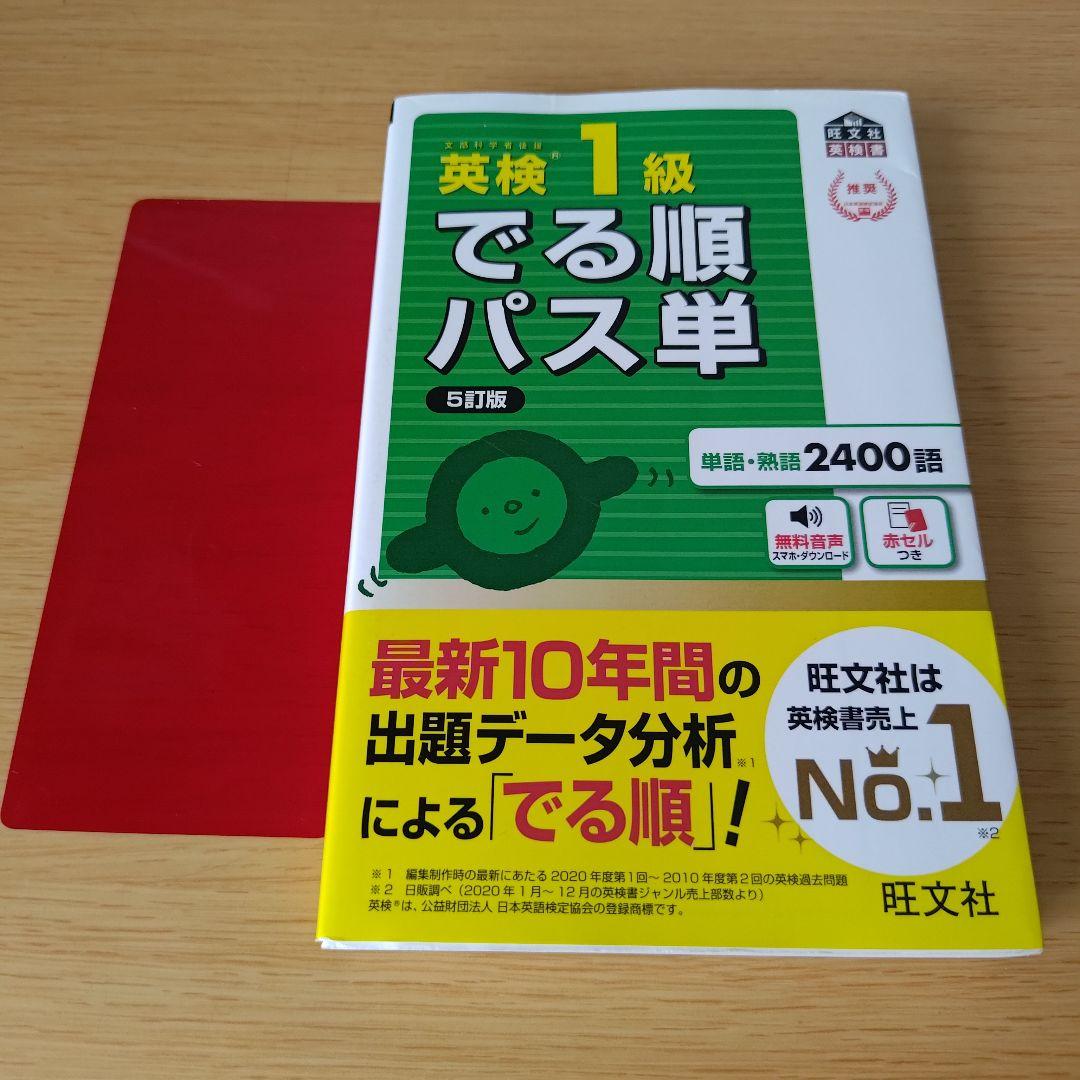 文部科学省後援
英検® 1級
でる順
パス単
5訂版
旺文社
英検書
推奨
単語・熟語2400語
無料音声
スマホ・ダウンロード
赤セル
つき
最新10年間の
出題データ分析※1
による「でる順」!
旺文社は
英検書売上
No.1
※2
※1 編集制作時の最新にあたる2020年度第1回~2010年度第2回の英検過去問題
※2 日販調べ(2020年1月~12月の英検書ジャンル売上部数より)
英検®は、公益財団法人 日本英語検定協会の登録商標です。
旺文社